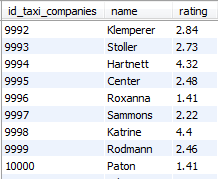 id_taxi_companies name rating
9992 Klemperer 2.84
9993 Stoller 2.73
9994 Hartnett 4.32
9995 Center 2.48
9996 Roxanna 1.41
9997 Sammons 2.22
9998 Katrine 4.4
9999 Rodmann 2.46
10000 Paton 1.41